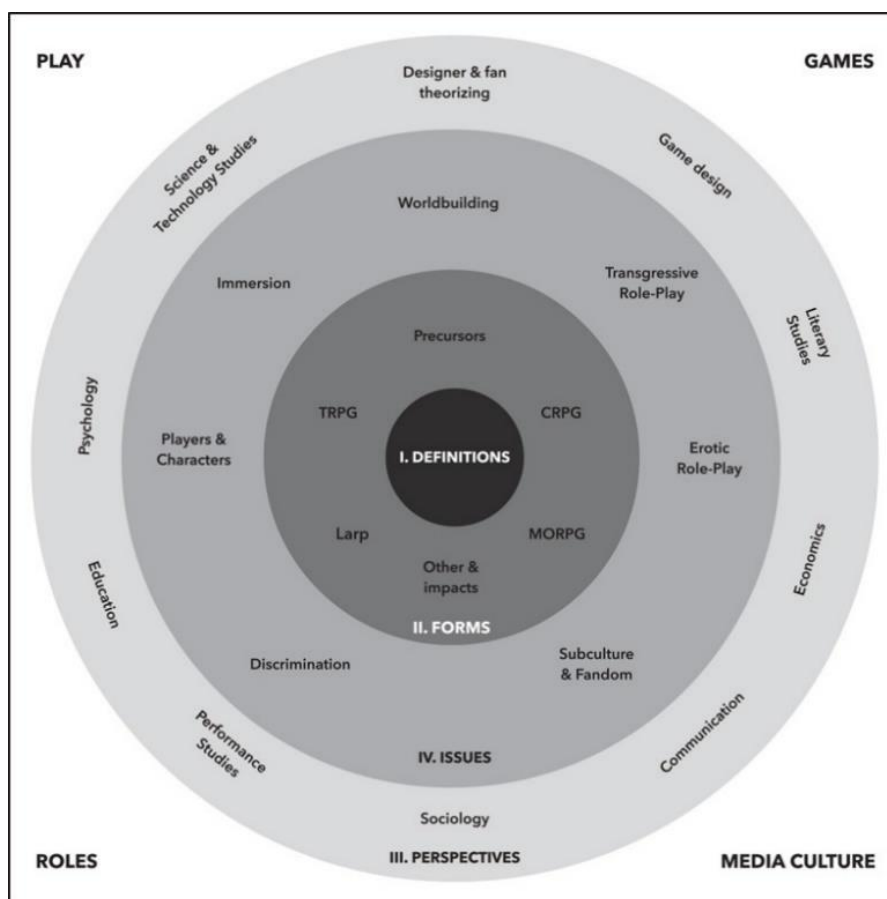 PLAY
GAMES
Designer & fan
theorizing
Science &
Technology Studies
Game design
Worldbuilding
Immersion
Transgressive
Role-Play
Literary
Studies
Precursors
Psychology
TRPG
CRPG
Players &
Characters
I. DEFINITIONS
Erotic
Role-Play
Larp
MORPG
Other &
impacts
Economics
Education
II. FORMS
Discrimination
Subculture
& Fandom
Performance
Studies
Communication
IV. ISSUES
Sociology
III. PERSPECTIVES
ROLES
MEDIA CULTURE